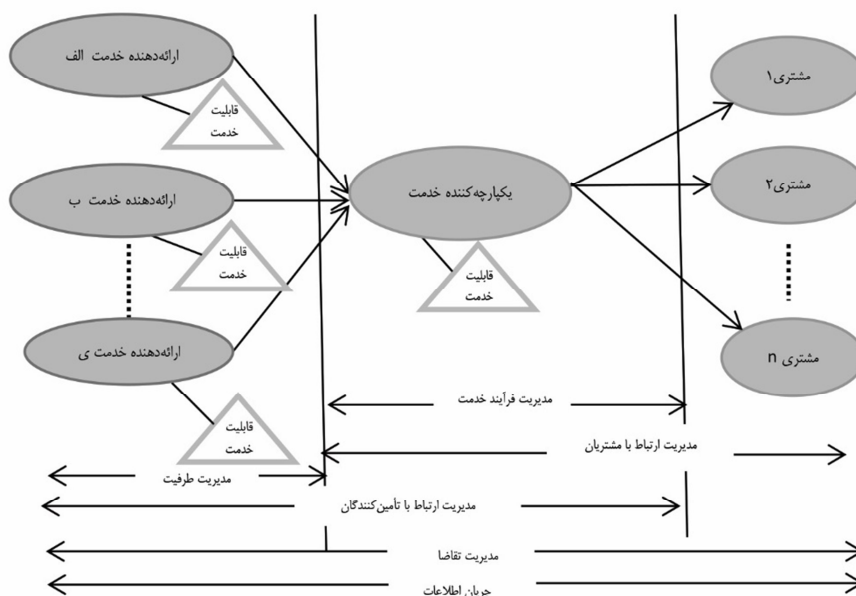 ارائه‌دهنده خدمت الف
قابلیت
خدمت
ارائه‌دهنده خدمت ب
قابلیت
خدمت
ارائه‌دهنده خدمت ی
قابلیت
خدمت
یکپارچه‌کننده خدمت
قابلیت
خدمت
مشتری۱
مشتری۲
مشتری n
مدیریت فرآیند خدمت
مدیریت ارتباط با مشتریان
مدیریت ظرفیت
مدیریت ارتباط با تأمین‌کنندگان
مدیریت تقاضا
جریان اطلاعات